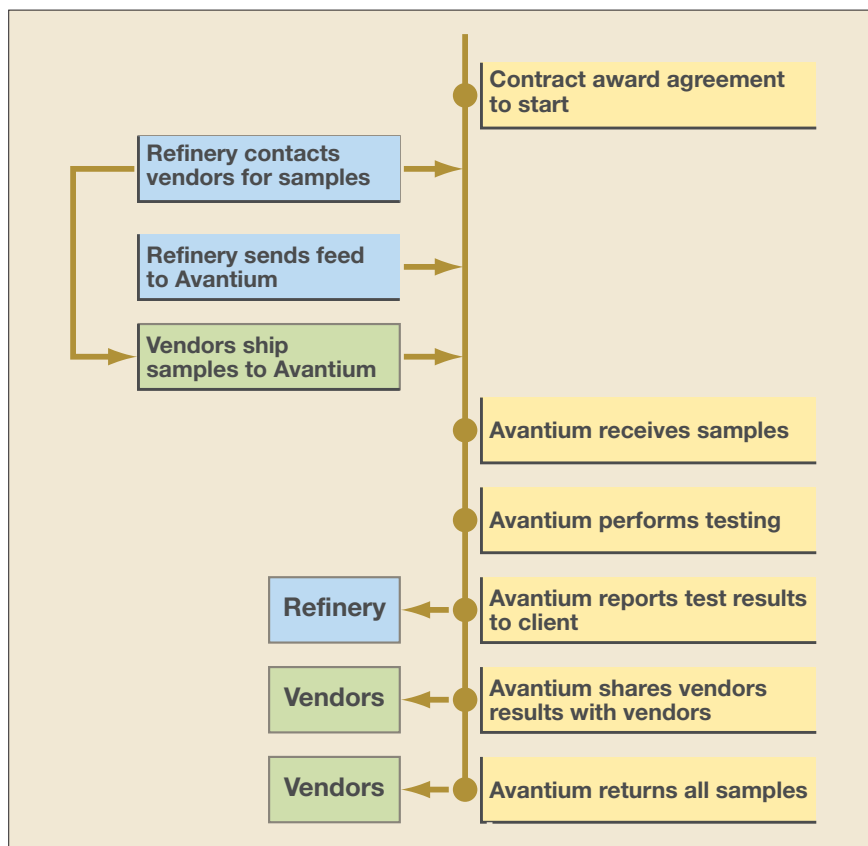 Contract award agreement
to start
Refinery contacts
vendors for samples
Refinery sends feed
to Avantium
Vendors ship
samples to Avantium
Avantium receives samples
Avantium performs testing
Refinery
Avantium reports test results
to client
Vendors
Avantium shares vendors
results with vendors
Vendors
Avantium returns all samples